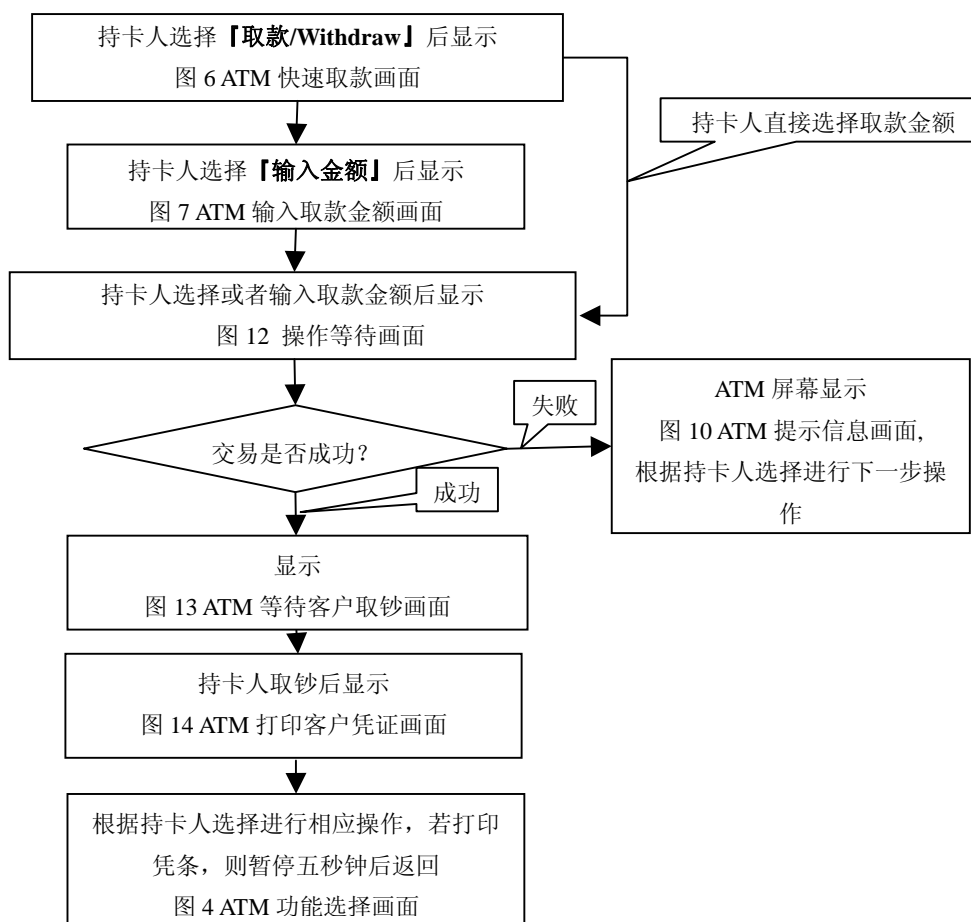 持卡人选择『取款/Withdraw』后显示
图 6 ATM 快速取款画面
持卡人直接选择取款金额
持卡人选择『输入金额』后显示
图 7 ATM 输入取款金额画面
持卡人选择或者输入取款金额后显示
图 12 操作等待画面
交易是否成功?
失败
ATM 屏幕显示
图 10 ATM 提示信息画面,
根据持卡人选择进行下一步操
作
成功
显示
图 13 ATM 等待客户取钞画面
持卡人取钞后显示
图 14 ATM 打印客户凭证画面
根据持卡人选择进行相应操作，若打印
凭条，则暂停五秒钟后返回
图 4 ATM 功能选择画面